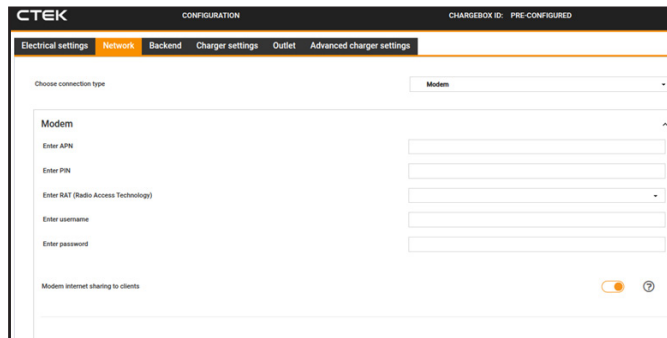 CTEK CONFIGURATION CHARGEBOX ID: PRE-CONFIGURED
Electrical settings Network Backend Charger settings Outlet Advanced charger settings
Choose connection type Modem
Modem
Enter APN
Enter PIN
Enter RAT (Radio Access Technology)
Enter username
Enter password
Modem internet sharing to clients ?